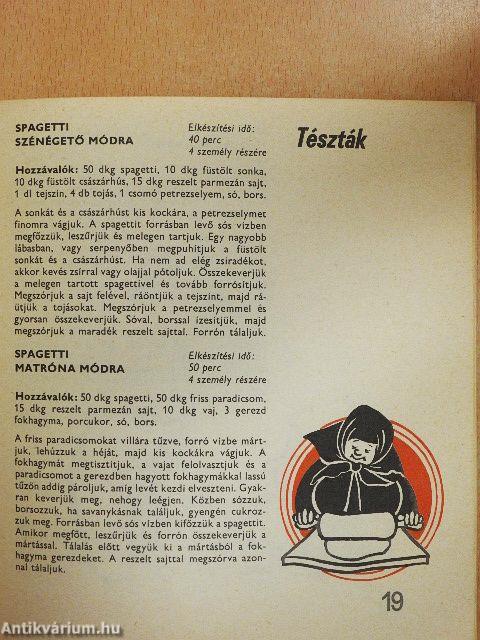 SPAGETTI
SZÉNÉGETŐ MÓDRA
Elkészítési idő:
40 perc
4 személy részére
Hozzávalók: 50 dkg spagetti, 10 dkg füstölt sonka,
10 dkg füstölt császárhús, 15 dkg reszelt parmezán sajt,
1 dl tejszín, 4 db tojás, 1 csomó petrezselyem, só, bors.
A sonkát és a császárhúst kis kockára, a petrezselymet
finomra vágjuk. A spagettit forrásban levő sós vízben
megfőzzük, leszűrjük és melegen tartjuk. Egy nagyobb
lábasban, vagy serpenyőben megpuhítjuk a füstölt
sonkát és a császárhúst. Ha nem ad elég zsiradékot,
akkor kevés zsírral vagy olajjal pótoljuk. Összekeverjük
a melegen tartott spagettivel és tovább forrósítjuk.
Megszórjuk a sajt felével, ráöntjük a tejszínt, majd rá-
ütjük a tojásokat. Megszórjuk a petrezselyemmel és
gyorsan összekeverjük. Sóval, borssal ízesítjük, majd
megszórjuk a maradék reszelt sajttal. Forrón tálaljuk.
SPAGETTI
MATRÓNA MÓDRA
Elkészítési idő:
50 perc
4 személy részére
Hozzávalók: 50 dkg spagetti, 50 dkg friss paradicsom,
15 dkg reszelt parmezán sajt, 10 dkg vaj, 3 gerezd
fokhagyma, porcukor, só, bors.
A friss paradicsomokat villára tűzve, forró vízbe márt-
juk, lehúzzuk a héját, majd kis kockákra vágjuk. A
fokhagymát megtisztítjuk, a vajat felolvasztjuk és a
paradicsomot a gerezdben hagyott fokhagymákkal lassú
tűzön addig pároljuk, amíg levét kezdi elveszteni. Gyak-
ran keverjük meg, nehogy leégjen. Közben sózzuk,
borsozzuk, ha savanykásnak találjuk, gyengén cukroz-
zuk meg. Forrásban levő sós vízben kifőzzük a spagettit.
Amikor megfőtt, leszűrjük és forrón összekeverjük a
mártással. Tálalás előtt vegyük ki a mártásból a fok-
hagyma gerezdeket. A reszelt sajttal megszórva azon-
nal tálaljuk.
Tészták
19
Antikvárium.hu